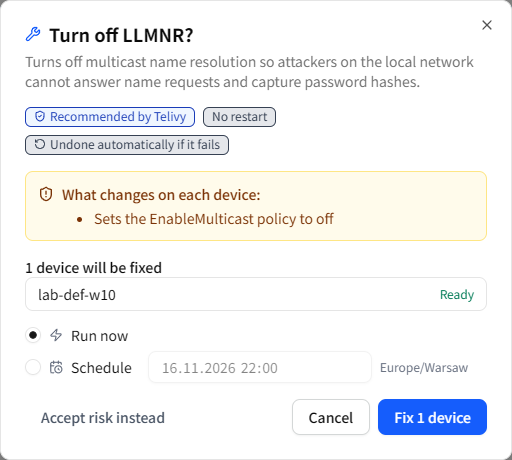 Turn off LLMNR?
Turns off multicast name resolution so attackers on the local network
cannot answer name requests and capture password hashes.
Recommended by Telivy
No restart
Undone automatically if it fails
What changes on each device:
• Sets the EnableMulticast policy to off
1 device will be fixed
lab-def-w10 Ready
Run now
Schedule 16.11.2026 22:00 Europe/Warsaw
Accept risk instead Cancel Fix 1 device